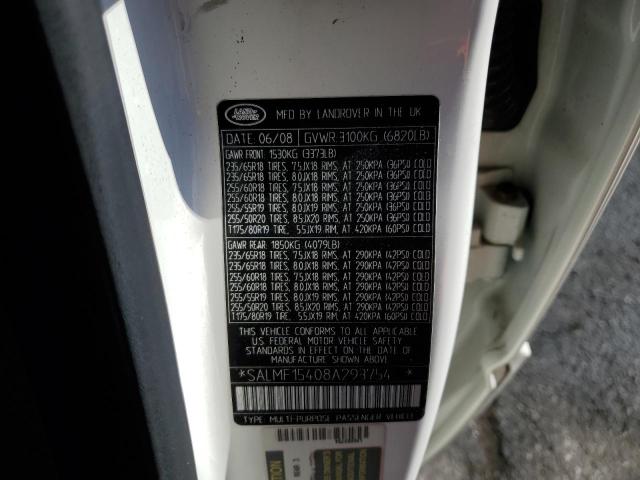 LAND ROVER
MFD BY LANDROVER IN THE UK
DATE: 06/08 GVWR 3100KG (6820LB)
GAWR FRONT: 1530KG (3373LB)
235/65R18 TIRES, 7.5JX18 RIMS, AT 250KPA (36PSI) COLD
235/65R18 TIRES, 8.0JX18 RIMS, AT 250KPA (36PSI) COLD
255/60R18 TIRES, 7.5JX18 RIMS, AT 250KPA (36PSI) COLD
255/60R18 TIRES, 8.0JX18 RIMS, AT 250KPA (36PSI) COLD
255/55R19 TIRES, 8.0JX19 RIMS, AT 250KPA (36PSI) COLD
255/50R20 TIRES, 8.5JX20 RIMS, AT 250KPA (36PSI) COLD
T175/80R19 TIRE, 5.5JX19 RIM, AT 420KPA (60PSI) COLD
GAWR REAR: 1850KG (4079LB)
235/65R18 TIRES, 7.5JX18 RIMS, AT 290KPA (42PSI) COLD
235/65R18 TIRES, 8.0JX18 RIMS, AT 290KPA (42PSI) COLD
255/60R18 TIRES, 7.5JX18 RIMS, AT 290KPA (42PSI) COLD
255/60R18 TIRES, 8.0JX18 RIMS, AT 290KPA (42PSI) COLD
255/55R19 TIRES, 8.0JX19 RIMS, AT 290KPA (42PSI) COLD
255/50R20 TIRES, 8.5JX20 RIMS, AT 290KPA (42PSI) COLD
T175/80R19 TIRE, 5.5JX19 RIM, AT 420KPA (60PSI) COLD
THIS VEHICLE CONFORMS TO ALL APPLICABLE
U.S. FEDERAL MOTOR VEHICLE SAFETY
STANDARDS IN EFFECT ON THE DATE OF
MANUFACTURE SHOWN ABOVE
*SALMF15408A293754*
TYPE: MULTI-PURPOSE PASSENGER VEHICLE